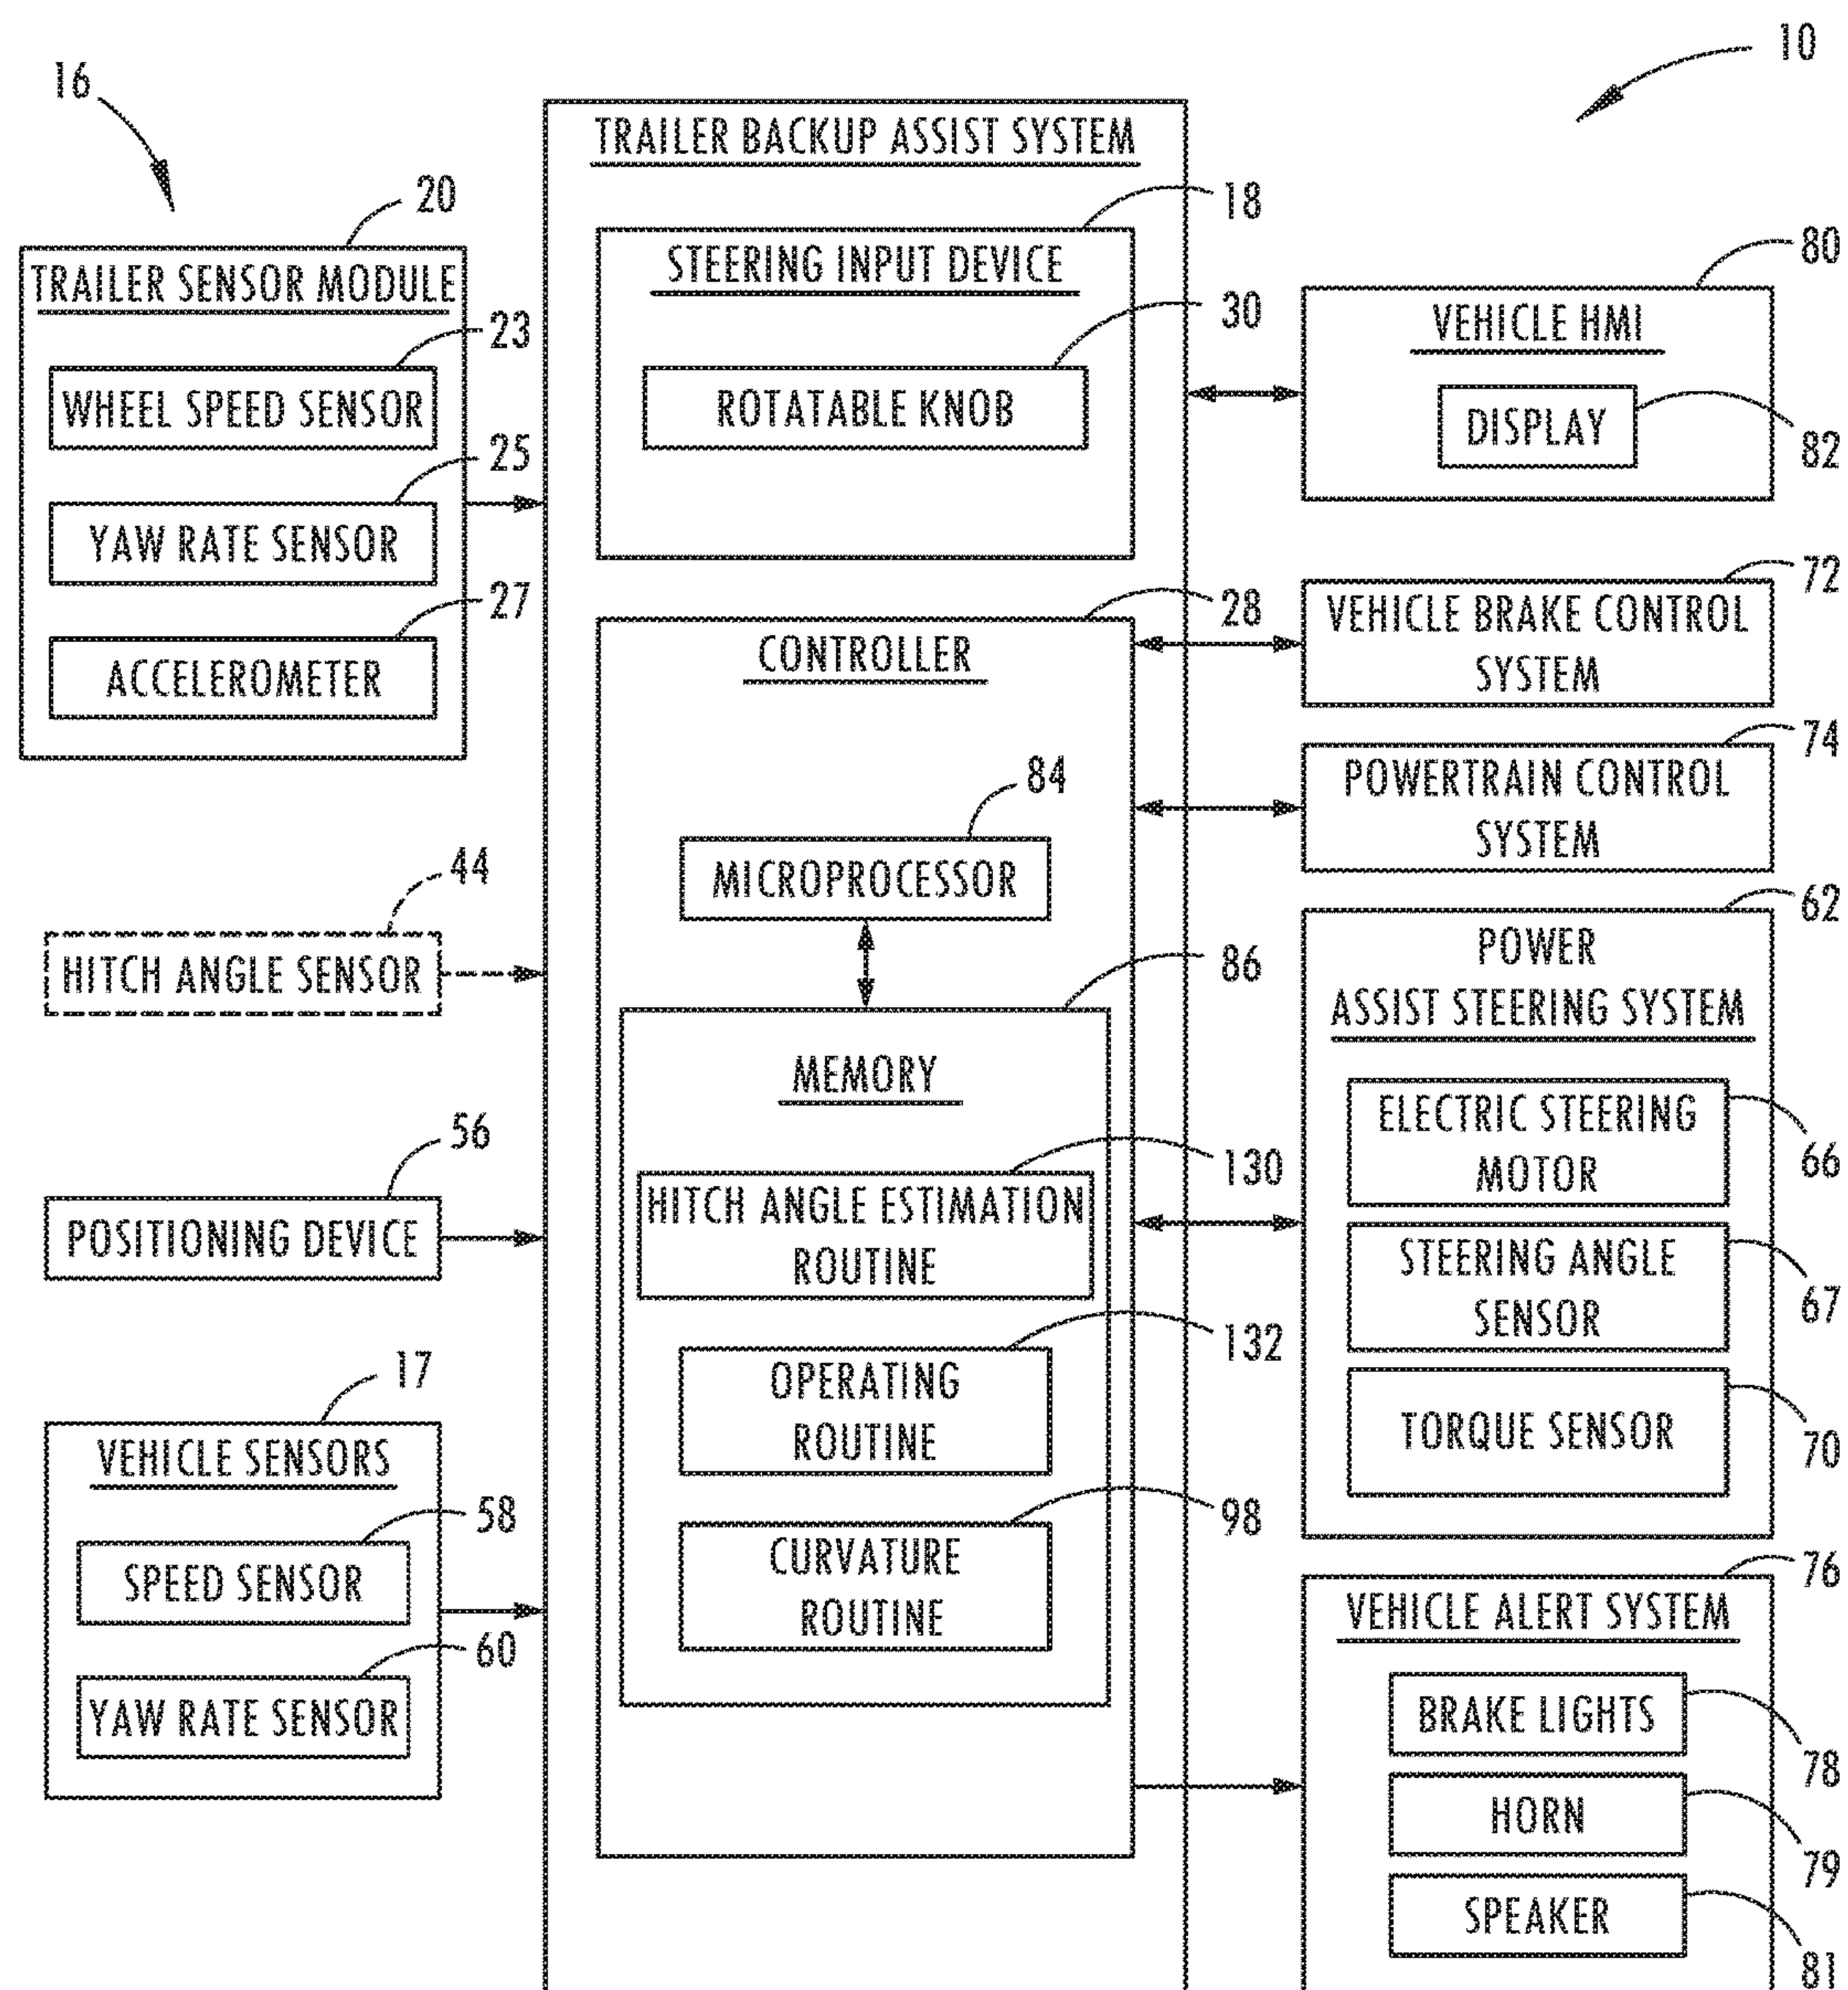 16
10
TRAILER BACKUP ASSIST SYSTEM
20
TRAILER SENSOR MODULE
23
WHEEL SPEED SENSOR
25
YAW RATE SENSOR
27
ACCELEROMETER
44
HITCH ANGLE SENSOR
56
POSITIONING DEVICE
17
VEHICLE SENSORS
58
SPEED SENSOR
60
YAW RATE SENSOR
18
STEERING INPUT DEVICE
30
ROTATABLE KNOB
28
CONTROLLER
84
MICROPROCESSOR
86
MEMORY
130
HITCH ANGLE ESTIMATION
ROUTINE
132
OPERATING
ROUTINE
98
CURVATURE
ROUTINE
80
VEHICLE HMI
DISPLAY
82
72
VEHICLE BRAKE CONTROL
SYSTEM
74
POWERTRAIN CONTROL
SYSTEM
62
POWER
ASSIST STEERING SYSTEM
ELECTRIC STEERING
MOTOR
66
STEERING ANGLE
SENSOR
67
TORQUE SENSOR
70
76
VEHICLE ALERT SYSTEM
BRAKE LIGHTS
78
HORN
79
SPEAKER
81